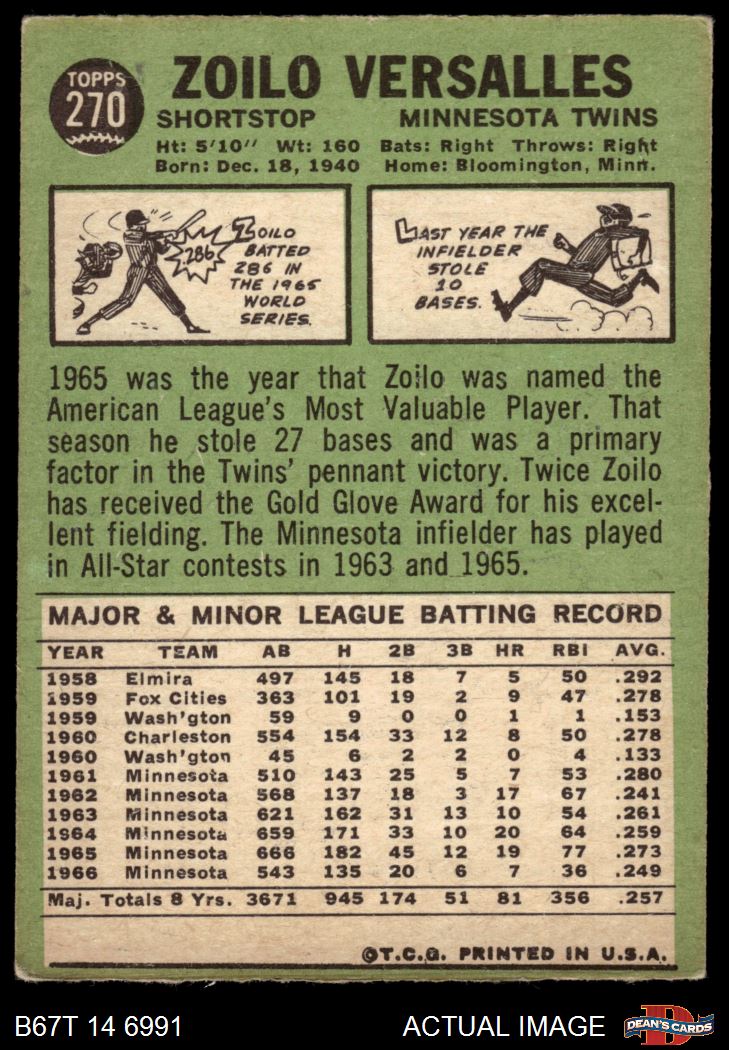 TOPPS
270
ZOILO VERSALLES
SHORTSTOP MINNESOTA TWINS
Ht: 5'10" Wt: 160 Bats: Right Throws: Right
Born: Dec. 18, 1940 Home: Bloomington, Minn.
286
ZOILO
BATTED
286 IN
THE 1965
WORLD
SERIES.
LAST YEAR THE
INFIELDER
STOLE
10
BASES.
1965 was the year that Zoilo was named the
American League's Most Valuable Player. That
season he stole 27 bases and was a primary
factor in the Twins' pennant victory. Twice Zoilo
has received the Gold Glove Award for his excel-
lent fielding. The Minnesota infielder has played
in All-Star contests in 1963 and 1965.
MAJOR & MINOR LEAGUE BATTING RECORD
YEAR TEAM AB H 2B 3B HR RBI AVG.
1958 Elmira 497 145 18 7 5 50 .292
1959 Fox Cities 363 101 19 2 9 47 .278
1959 Wash'gton 59 9 0 0 1 1 .153
1960 Charleston 554 154 33 12 8 50 .278
1960 Wash'gton 45 6 2 2 0 4 .133
1961 Minnesota 510 143 25 5 7 53 .280
1962 Minnesota 568 137 18 3 17 67 .241
1963 Minnesota 621 162 31 13 10 54 .261
1964 Minnesota 659 171 33 10 20 64 .259
1965 Minnesota 666 182 45 12 19 77 .273
1966 Minnesota 543 135 20 6 7 36 .249
Maj. Totals 8 Yrs. 3671 945 174 51 81 356 .257
©T.C.G. PRINTED IN U.S.A.
B67T 14 6991 ACTUAL IMAGE
D
DEAN'S CARDS